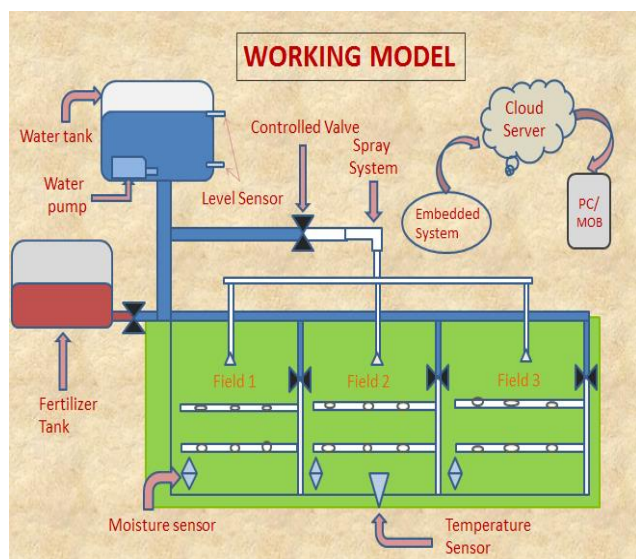 WORKING MODEL
Water tank
Controlled Valve
Spray
System
Cloud
Server
Water
pump
Level Sensor
Embedded
System
PC/
MOB
Field 1
Field 2
Field 3
Fertilizer
Tank
Moisture sensor
Temperature
Sensor